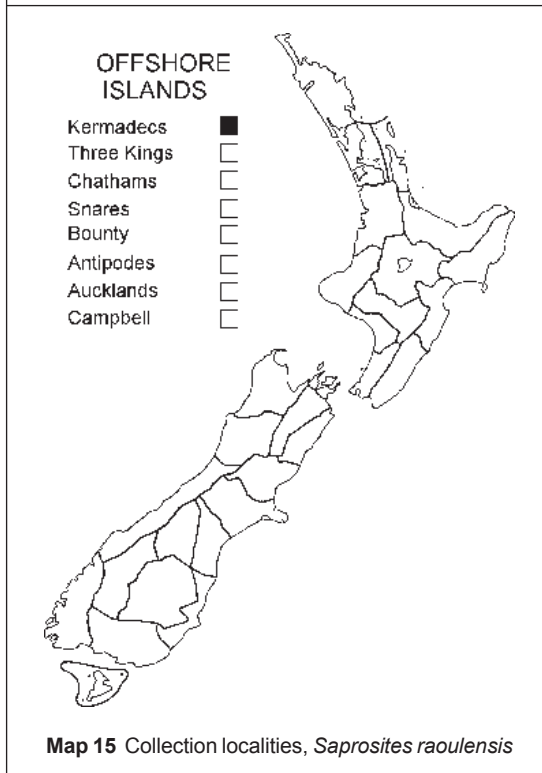 OFFSHORE
ISLANDS
Kermadecs
Three Kings
Chathams
Snares
Bounty
Antipodes
Aucklands
Campbell
Map 15 Collection localities, Saprosites raoulensis